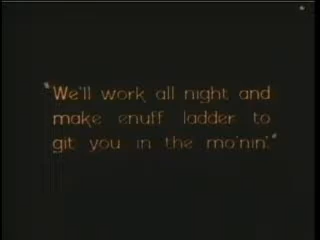 "We'll work all night and
make enuff ladder to
git you in the mo'nin'."